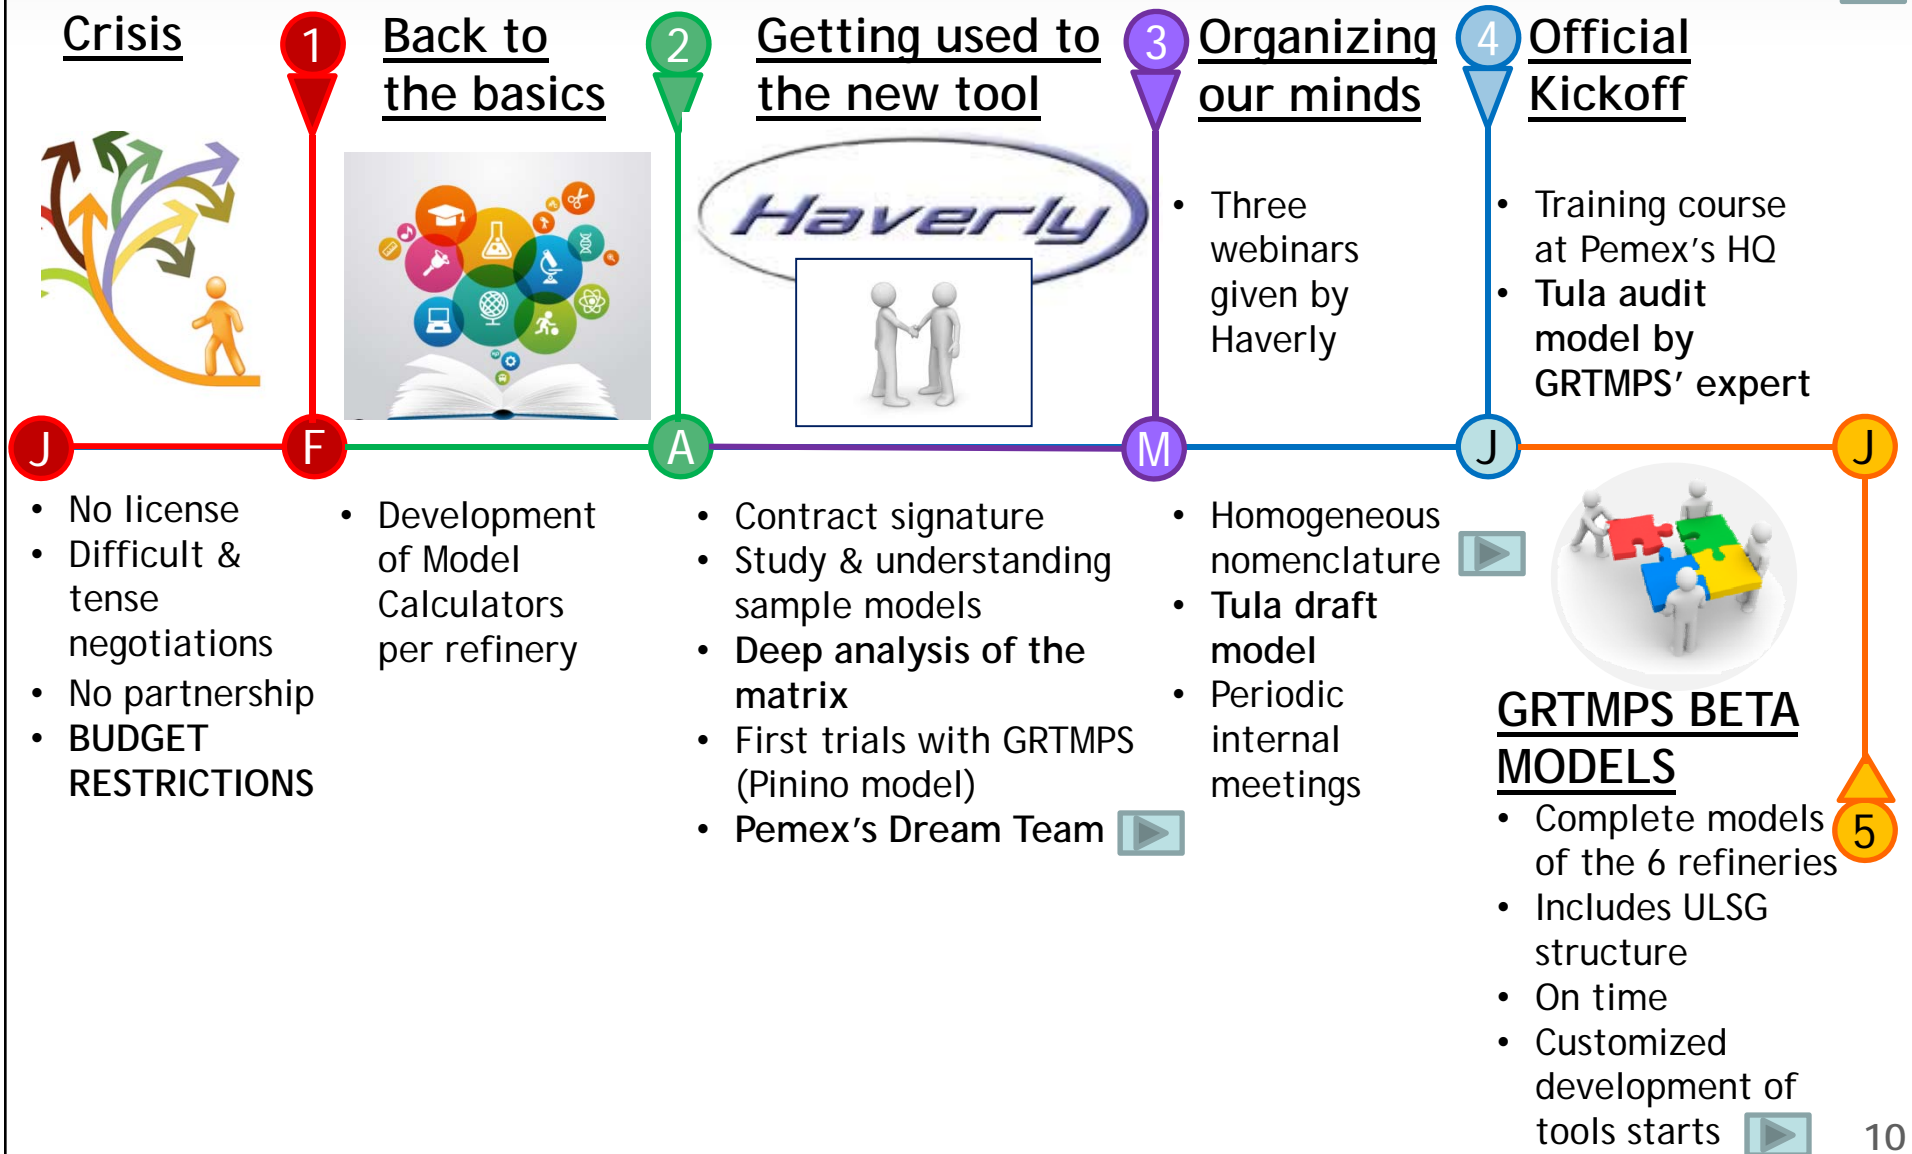 Crisis
1
Back to
the basics
2
Getting used to
the new tool
3
Organizing
our minds
4
Official
Kickoff
Haverly
• Three
webinars
given by
Haverly
• Training course
at Pemex's HQ
• Tula audit
model by
GRTMPS' expert
J
F
A
M
J
J
• No license
• Difficult &
tense
negotiations
• No partnership
• BUDGET
RESTRICTIONS
• Development
of Model
Calculators
per refinery
• Contract signature
• Study & understanding
sample models
• Deep analysis of the
matrix
• First trials with GRTMPS
(Pinino model)
• Pemex's Dream Team
• Homogeneous
nomenclature
• Tula draft
model
• Periodic
internal
meetings
GRTMPS BETA
MODELS
• Complete models
of the 6 refineries
• Includes ULSG
structure
• On time
• Customized
development of
tools starts
5
10